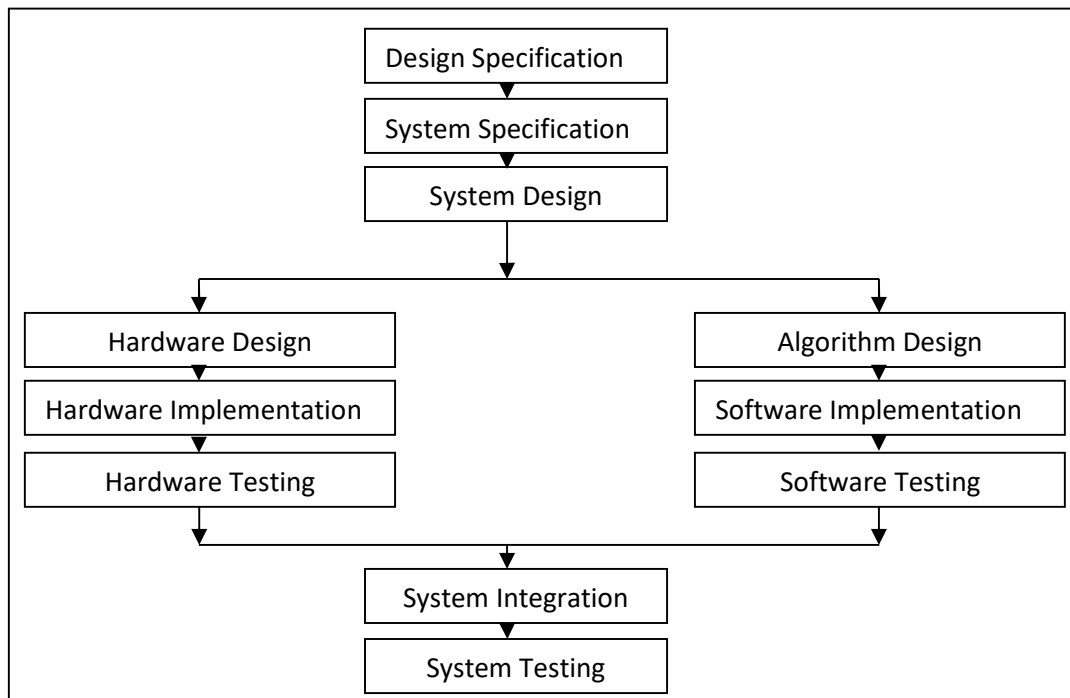 Design Specification
System Specification
System Design
Hardware Design
Algorithm Design
Hardware Implementation
Software Implementation
Hardware Testing
Software Testing
System Integration
System Testing